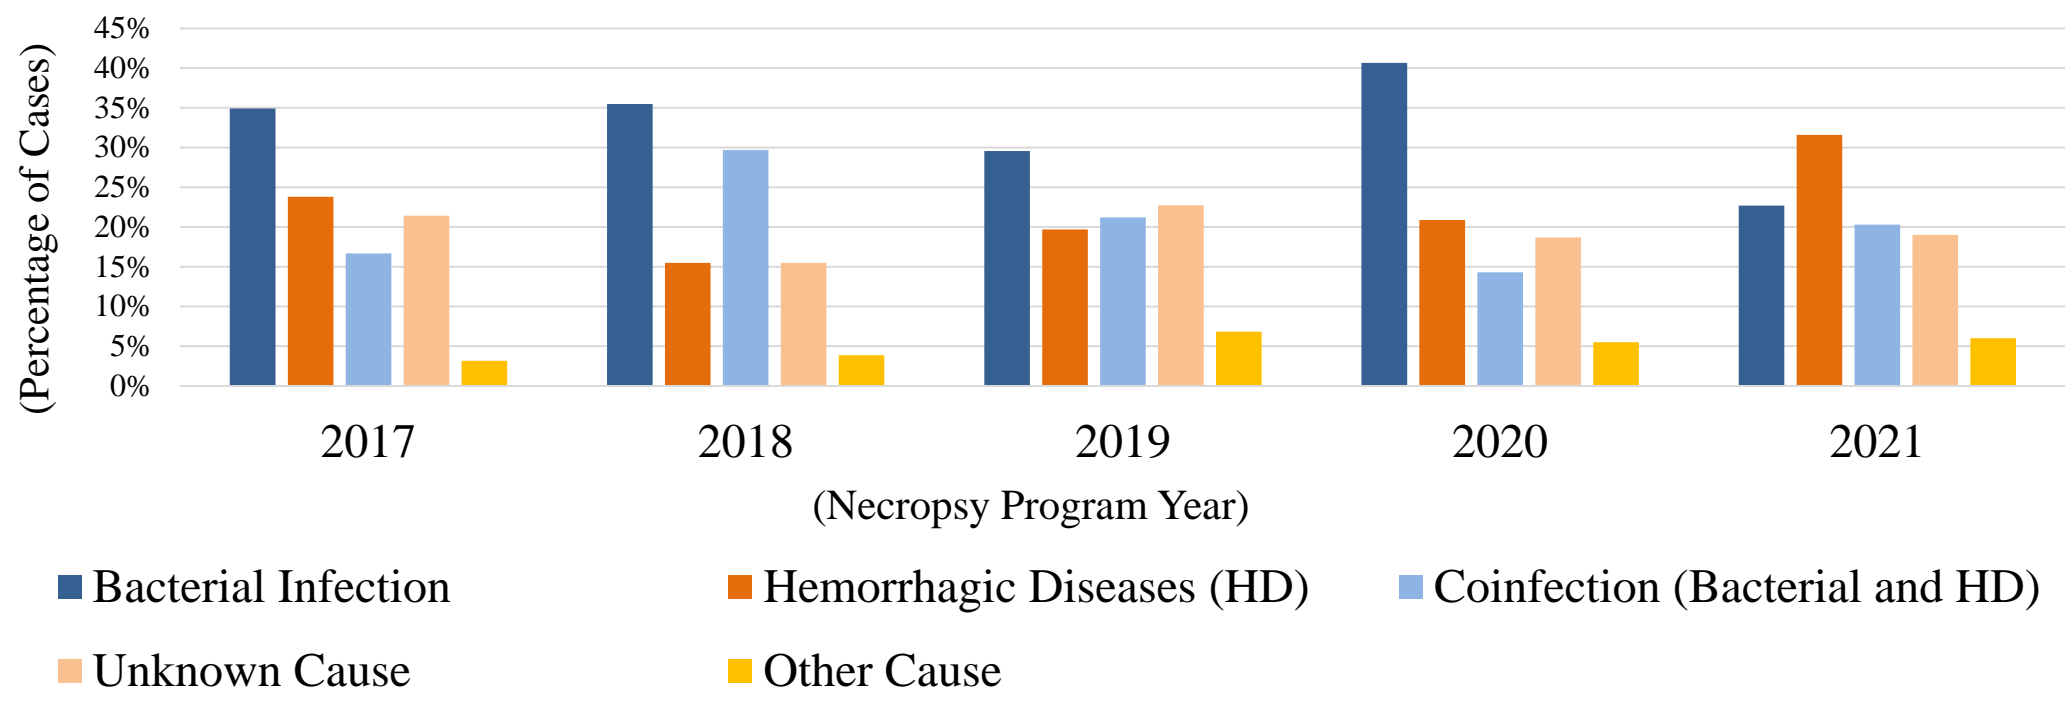 (Percentage of Cases)
45%
40%
35%
30%
25%
20%
15%
10%
5%
0%
2017 2018 2019 2020 2021
(Necropsy Program Year)
Bacterial Infection Hemorrhagic Diseases (HD) Coinfection (Bacterial and HD)
Unknown Cause Other Cause